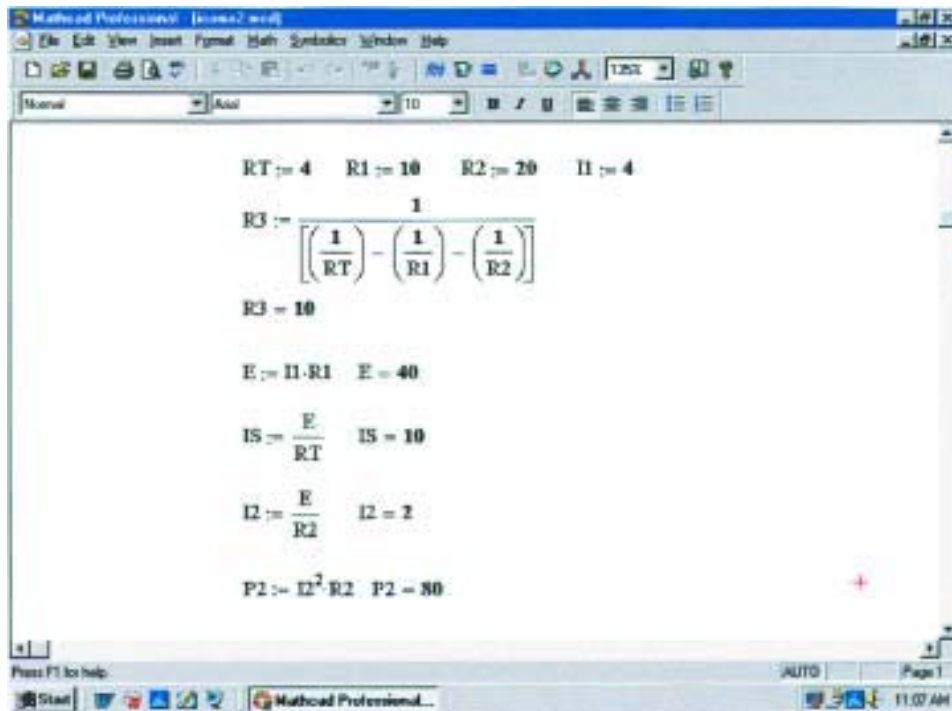 Mathcad Professional - [icama2.mcd]
File Edit View Insert Format Math Symbolics Window Help
135%
Normal Arial 10 B I U
RT := 4 R1 := 10 R2 := 20 I1 := 4
R3 := 1 / [(1/RT) - (1/R1) - (1/R2)]
R3 = 10
E := I1·R1 E = 40
IS := E/RT IS = 10
I2 := E/R2 I2 = 2
P2 := I2²·R2 P2 = 80
Press F1 for help.
AUTO
Page 1
Start
Mathcad Professional...
11:07 AM